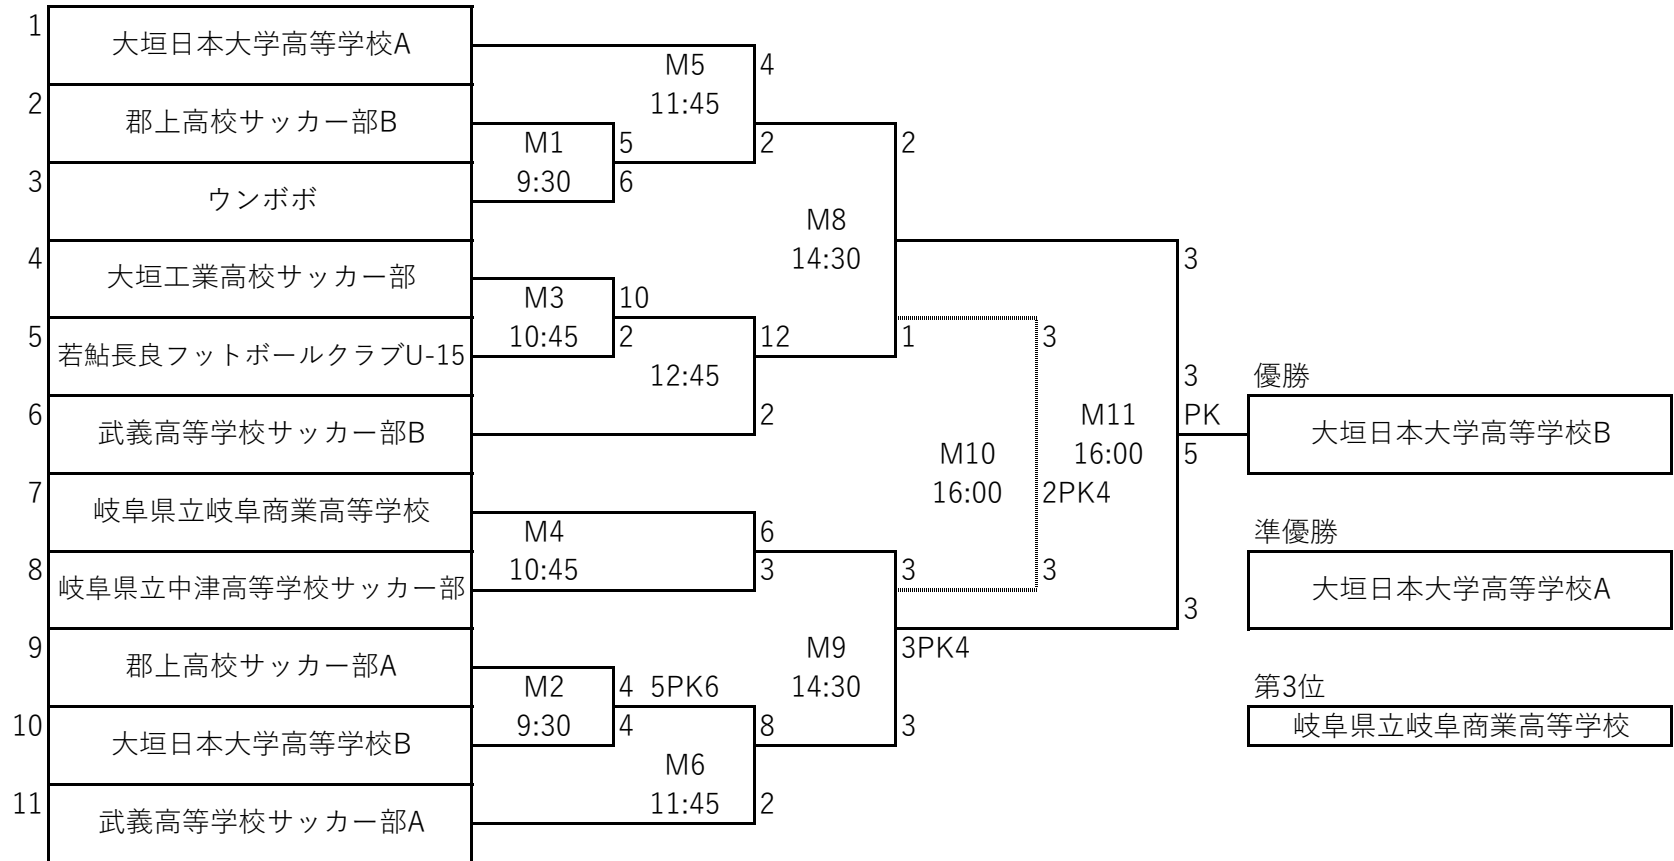 1
大垣日本大学高等学校A
2
郡上高校サッカー部B
3
ウンボボ
4
大垣工業高校サッカー部
5
若鮎長良フットボールクラブU-15
6
武義高等学校サッカー部B
7
岐阜県立岐阜商業高等学校
8
岐阜県立中津高等学校サッカー部
9
郡上高校サッカー部A
10
大垣日本大学高等学校B
11
武義高等学校サッカー部A
M1
9:30
5
6
M3
10:45
10
2
M4
10:45
6
3
M2
9:30
4 5PK6
4
M5
11:45
4
2
12:45
12
2
M6
11:45
8
2
M8
14:30
2
1
M9
14:30
3
3PK4
3
M10
16:00
3
2PK4
3
M11
16:00
3
3
PK
5
3
優勝
大垣日本大学高等学校B
準優勝
大垣日本大学高等学校A
第3位
岐阜県立岐阜商業高等学校